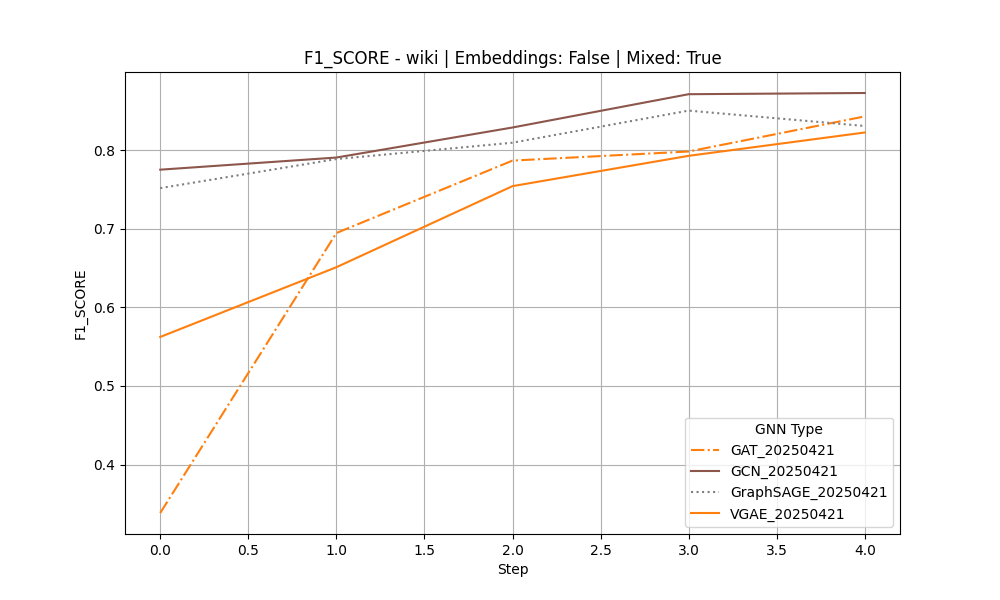 F1_SCORE - wiki | Embeddings: False | Mixed: True
F1_SCORE
0.8
0.7
0.6
0.5
0.4
GNN Type
GAT_20250421
GCN_20250421
GraphSAGE_20250421
VGAE_20250421
0.0 0.5 1.0 1.5 2.0 2.5 3.0 3.5 4.0
Step